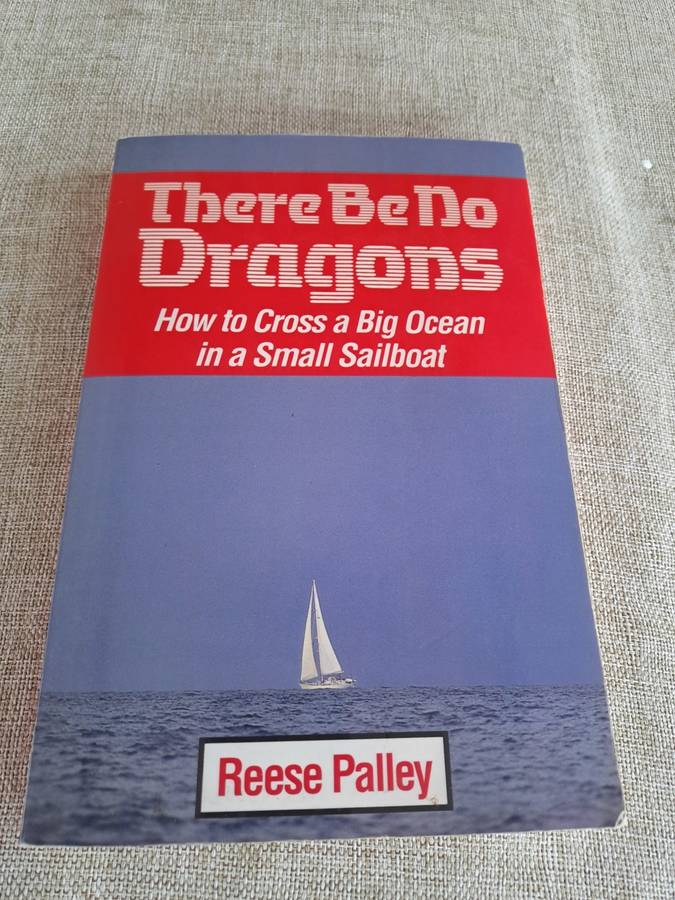 There Be No
Dragons
How to Cross a Big Ocean
in a Small Sailboat
Reese Palley